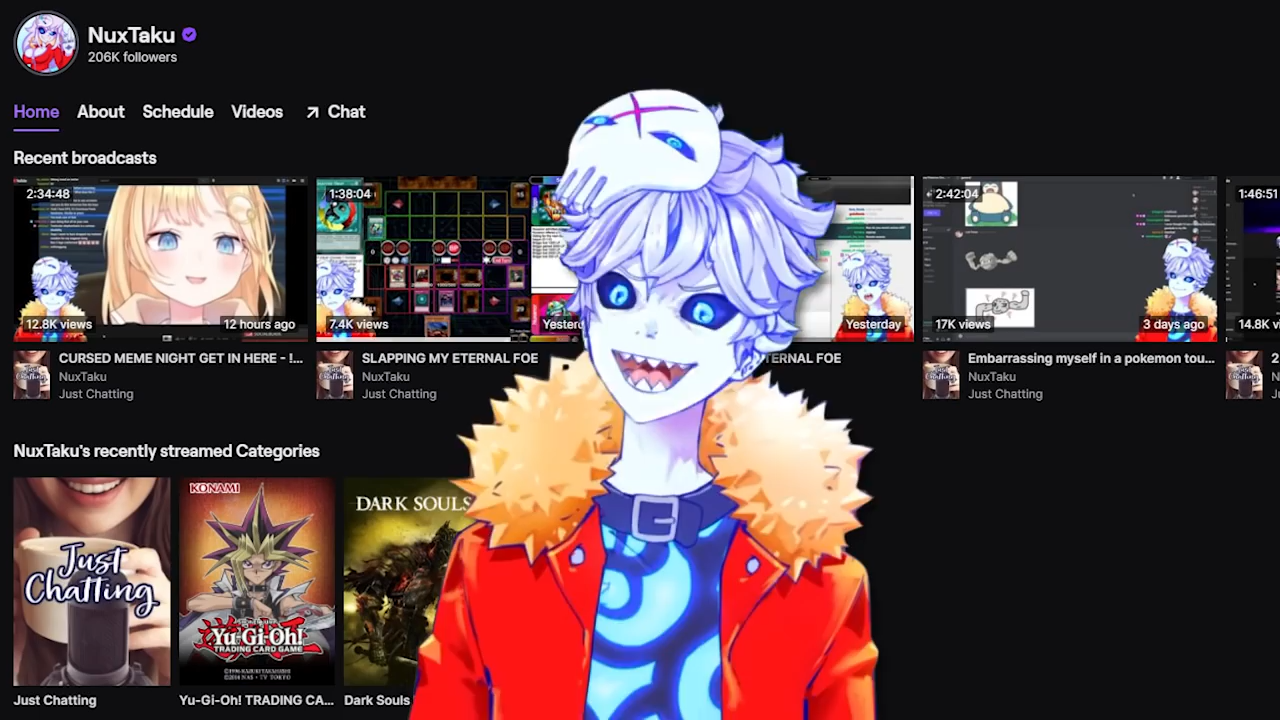 NuxTaku
206K followers
Home About Schedule Videos Chat
Recent broadcasts
2:34:48
12.8K views
12 hours ago
CURSED MEME NIGHT GET IN HERE - !...
NuxTaku
Just Chatting
1:38:04
7.4K views
SLAPPING MY ETERNAL FOE
NuxTaku
Just Chatting
Yesterday
FOE
2:42:04
17K views
3 days ago
Embarrassing myself in a pokemon tou...
NuxTaku
Just Chatting
1:46:51
14.8K
NuxTaku's recently streamed Categories
Just
Chatting
Just Chatting
KONAMI
Yu-Gi-Oh!
TRADING CARD GAME
Yu-Gi-Oh! TRADING CA...
DARK SOULS
Dark Souls